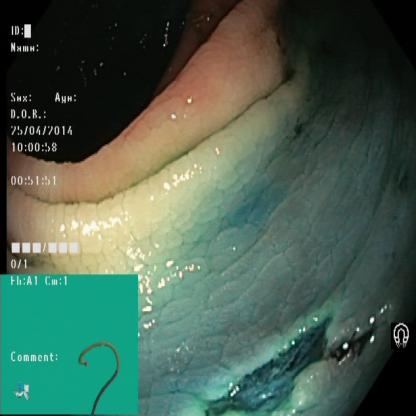 ID:
Name:
Sex: Age:
D.O.R.:
25/04/2014
10:00:58
00:51:51
/
0/1
Eh:A1 Cm:1
Comment: